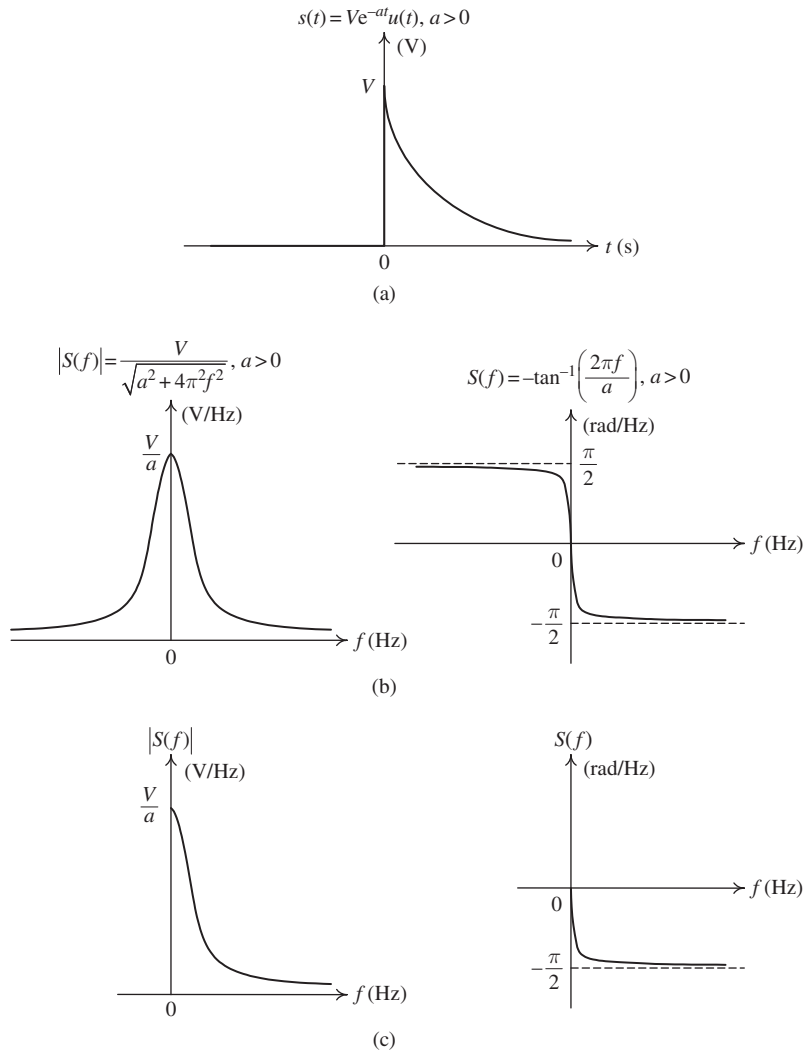 s(t) = Ve⁻ᵃᵗu(t), a > 0
(V)
V
t (s)
0
(a)
|S(f)| = V / √(a² + 4π²f²), a > 0
(V/Hz)
V/a
f (Hz)
0
S(f) = –tan⁻¹(2πf/a), a > 0
(rad/Hz)
π/2
f (Hz)
0
–π/2
(b)
|S(f)|
(V/Hz)
V/a
f (Hz)
0
S(f)
(rad/Hz)
f (Hz)
0
–π/2
(c)